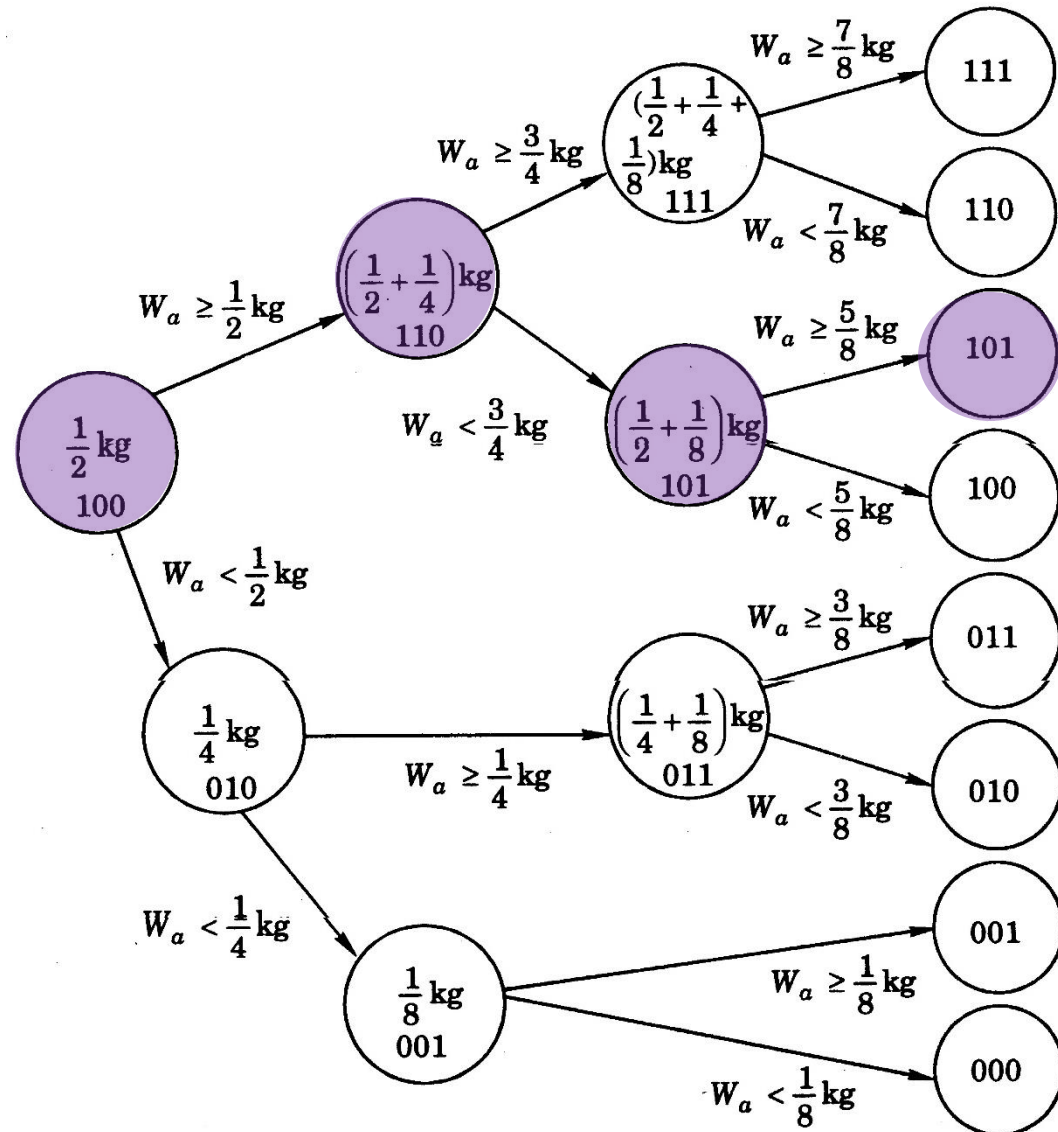 1/2 kg
100
W_a ≥ 1/2 kg
W_a < 1/2 kg
(1/2 + 1/4) kg
110
W_a ≥ 3/4 kg
W_a < 3/4 kg
1/4 kg
010
W_a ≥ 1/4 kg
W_a < 1/4 kg
(1/2 + 1/4 +
1/8) kg
111
W_a ≥ 7/8 kg
W_a < 7/8 kg
(1/2 + 1/8) kg
101
W_a ≥ 5/8 kg
W_a < 5/8 kg
(1/4 + 1/8) kg
011
W_a ≥ 3/8 kg
W_a < 3/8 kg
1/8 kg
001
W_a ≥ 1/8 kg
W_a < 1/8 kg
111
110
101
100
011
010
001
000